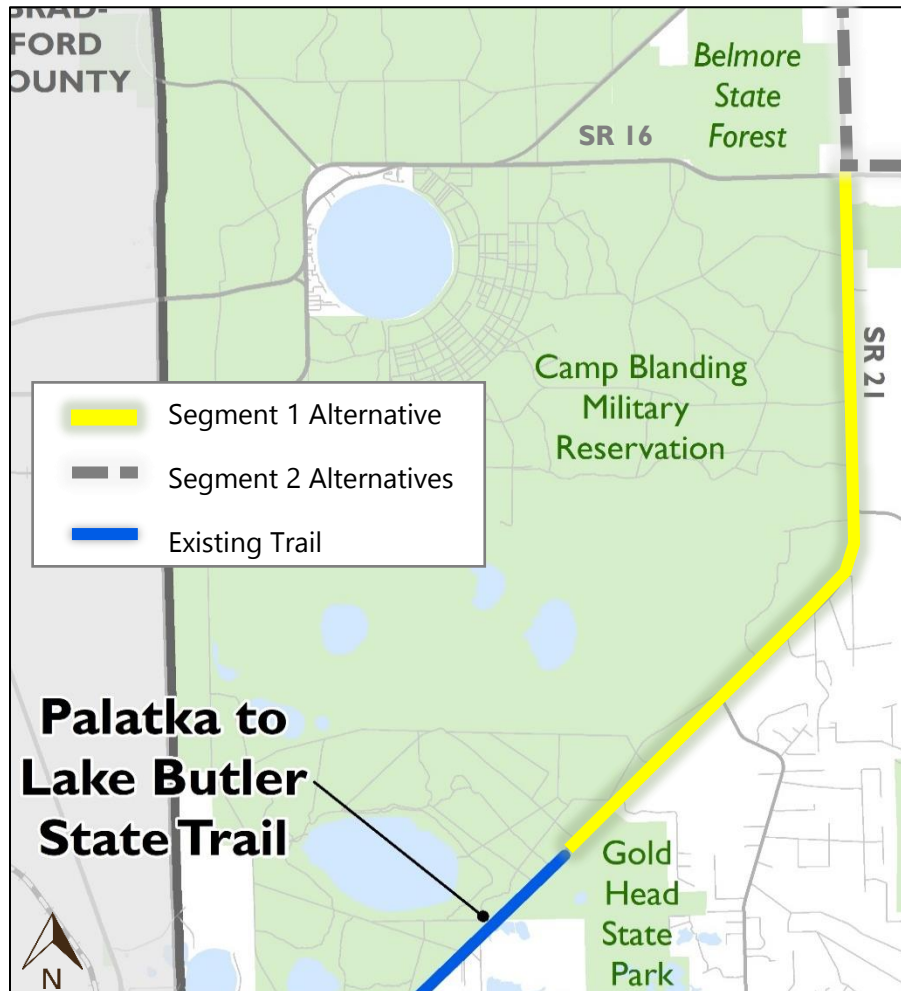 BRAD-
FORD
OUNTY
Belmore
State
Forest
SR 16
SR 21
Camp Blanding
Military
Reservation
Segment 1 Alternative
Segment 2 Alternatives
Existing Trail
Palatka to
Lake Butler
State Trail
Gold
Head
State
Park
N